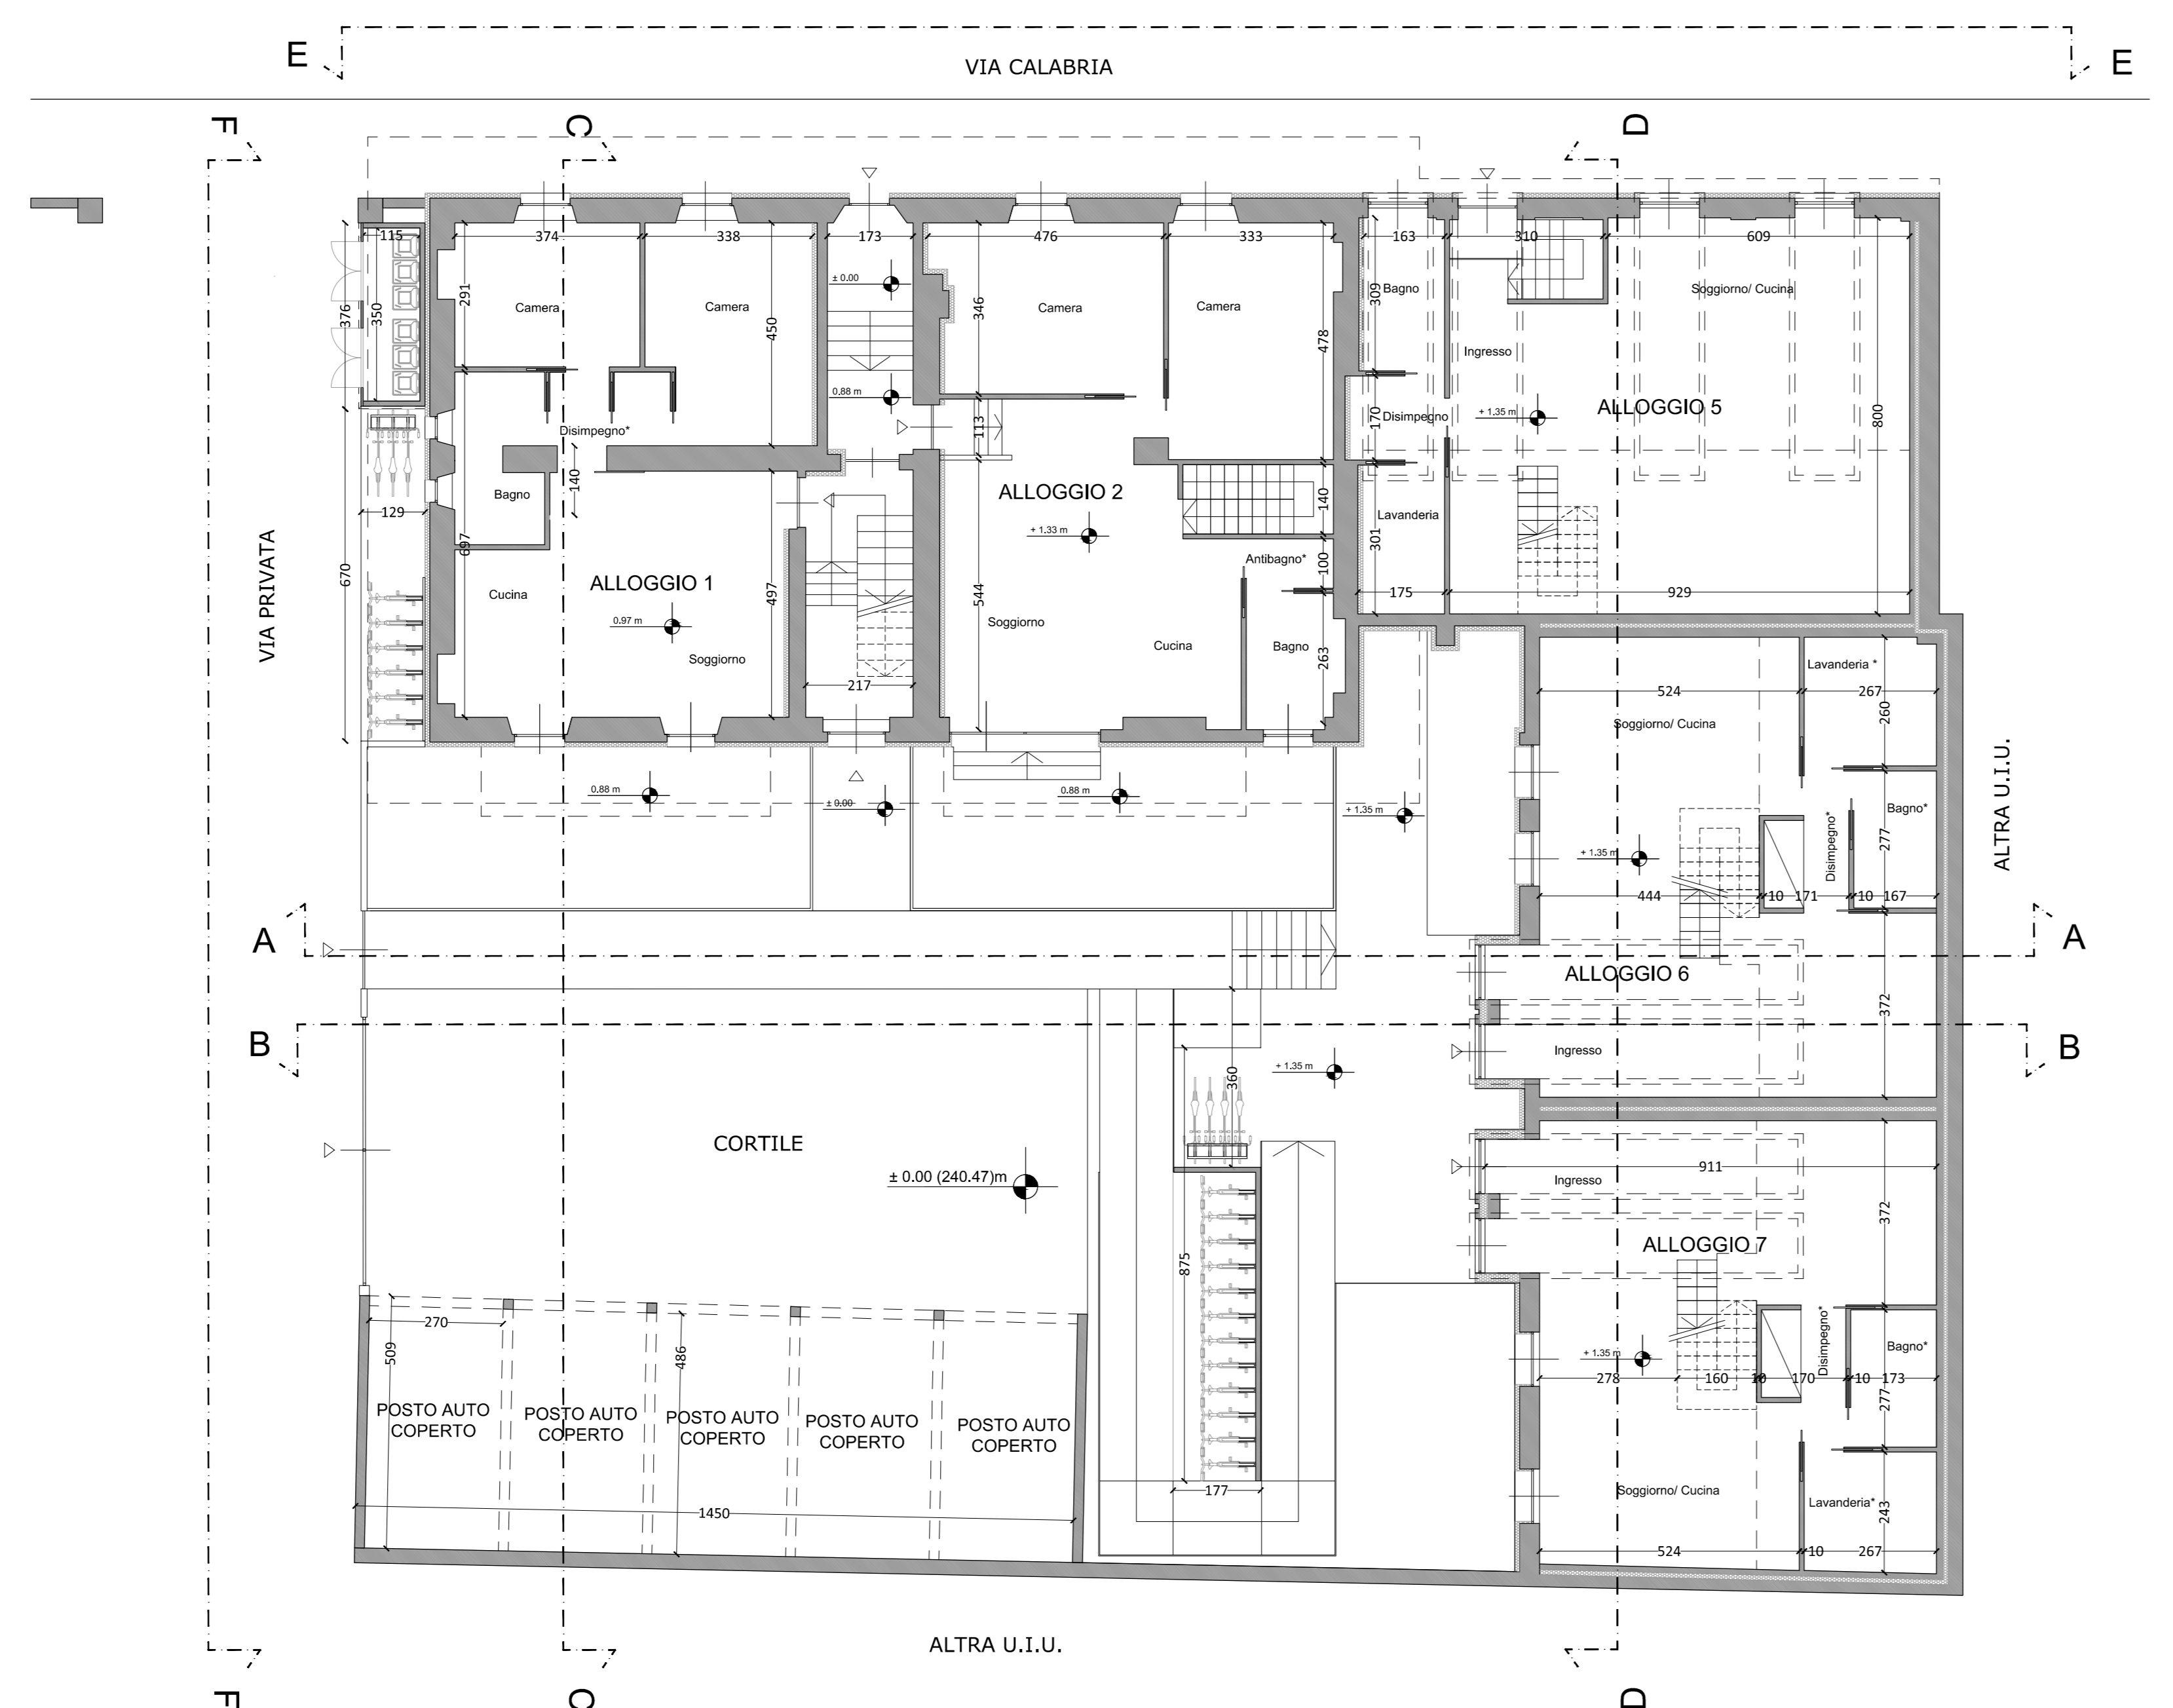 E
E
VIA CALABRIA
F
C
D
115
374
338
173
476
333
163
310
609
± 0.00
291
Camera
Camera
450
346
Camera
Camera
478
309
Bagno
Soggiorno/ Cucina
376
350
Ingresso
0.88 m
113
170
Disimpegno
+ 1.35 m
ALLOGGIO 5
800
Disimpegno*
140
Bagno
129
ALLOGGIO 2
140
Lavanderia
301
+ 1.33 m
697
670
VIA PRIVATA
Antibagno*
100
ALLOGGIO 1
Cucina
497
544
175
929
0.97 m
Soggiorno
Soggiorno
Cucina
Bagno
263
217
524
Lavanderia *
267
260
Soggiorno/ Cucina
0.88 m
± 0.00
0.88 m
+ 1.35 m
Bagno*
277
Disimpegno*
ALTRA U.I.U.
+ 1.35 m
444
10
171
10
167
A
A
ALLOGGIO 6
372
B
B
Ingresso
+ 1.35 m
360
CORTILE
± 0.00 (240.47)m
911
Ingresso
372
875
ALLOGGIO 7
270
509
486
Disimpegno*
Bagno*
+ 1.35 m
278
160
10
170
10
173
277
POSTO AUTO
COPERTO
POSTO AUTO
COPERTO
POSTO AUTO
COPERTO
POSTO AUTO
COPERTO
POSTO AUTO
COPERTO
177
1450
Soggiorno/ Cucina
Lavanderia*
243
524
10
267
ALTRA U.I.U.
F
C
D